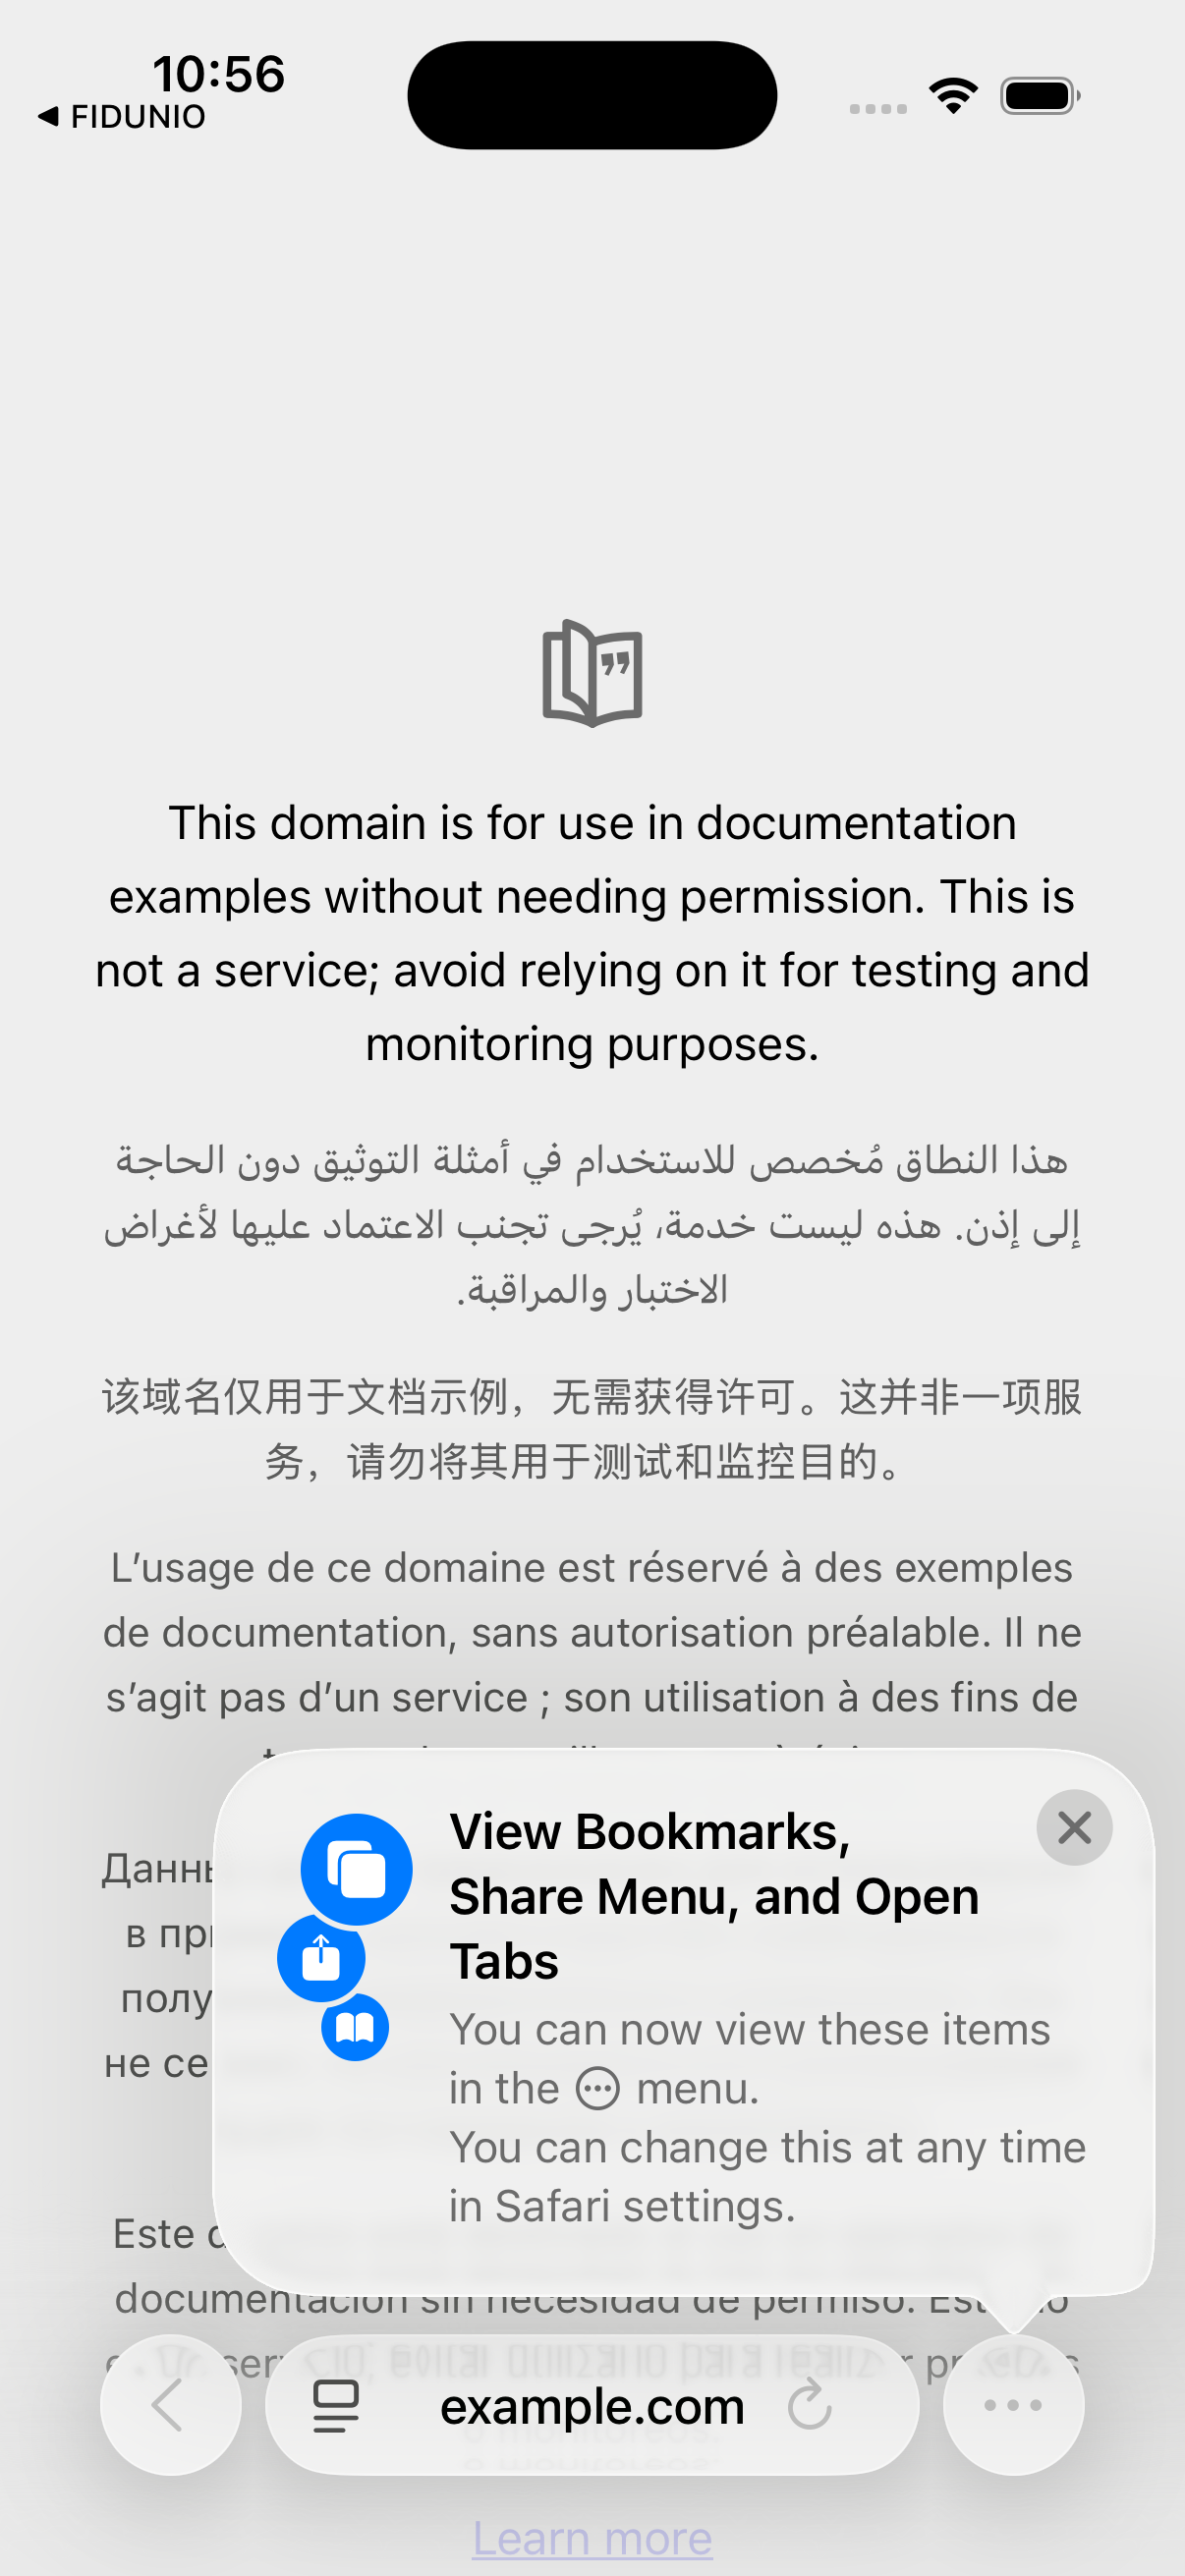 10:56
FIDUNIO
This domain is for use in documentation
examples without needing permission. This is
not a service; avoid relying on it for testing and
monitoring purposes.
هذا النطاق مُخصص للاستخدام في أمثلة التوثيق دون الحاجة
إلى إذن. هذه ليست خدمة، يُرجى تجنب الاعتماد عليها لأغراض
الاختبار والمراقبة.
该域名仅用于文档示例，无需获得许可。这并非一项服
务，请勿将其用于测试和监控目的。
L’usage de ce domaine est réservé à des exemples
de documentation, sans autorisation préalable. Il ne
s’agit pas d’un service ; son utilisation à des fins de
View Bookmarks,
Share Menu, and Open
Tabs
You can now view these items
in the menu.
You can change this at any time
in Safari settings.
в
не се
Este
documentación sin necesidad de permiso.
example.com
Learn more